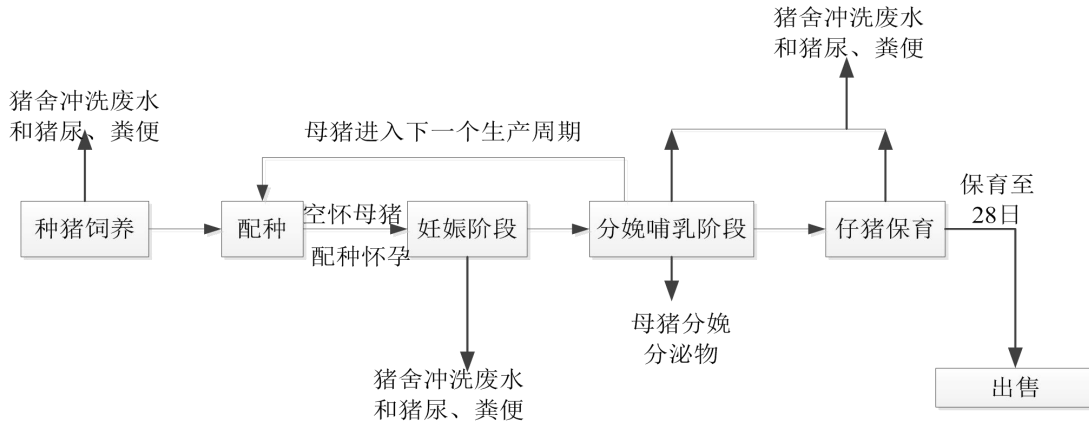 猪舍冲洗废水
和猪尿、粪便
猪舍冲洗废水
和猪尿、粪便
母猪进入下一个生产周期
保育至
28日
种猪饲养
配种
空怀母猪
配种怀孕
妊娠阶段
分娩哺乳阶段
仔猪保育
母猪分娩
分泌物
猪舍冲洗废水
和猪尿、粪便
出售